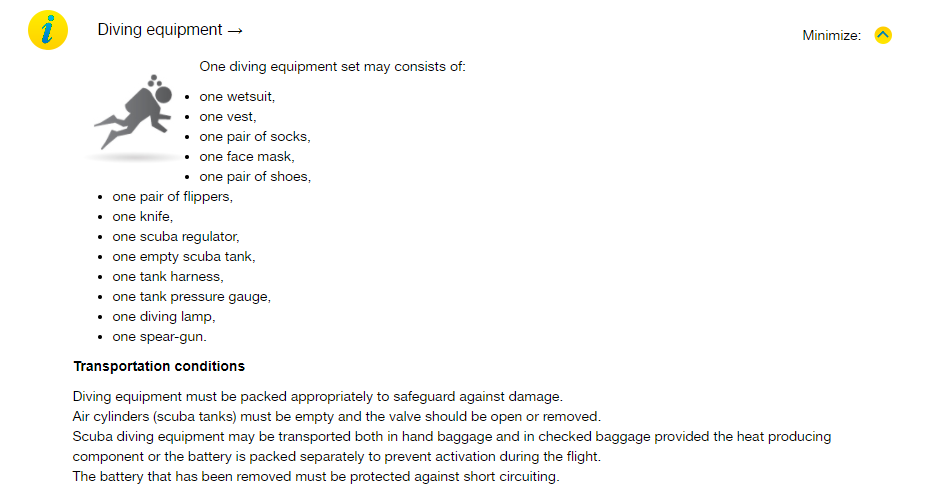 i
Diving equipment →
Minimize:
One diving equipment set may consists of:
• one wetsuit,
• one vest,
• one pair of socks,
• one face mask,
• one pair of shoes,
• one pair of flippers,
• one knife,
• one scuba regulator,
• one empty scuba tank,
• one tank harness,
• one tank pressure gauge,
• one diving lamp,
• one spear-gun.
Transportation conditions
Diving equipment must be packed appropriately to safeguard against damage.
Air cylinders (scuba tanks) must be empty and the valve should be open or removed.
Scuba diving equipment may be transported both in hand baggage and in checked baggage provided the heat producing
component or the battery is packed separately to prevent activation during the flight.
The battery that has been removed must be protected against short circuiting.